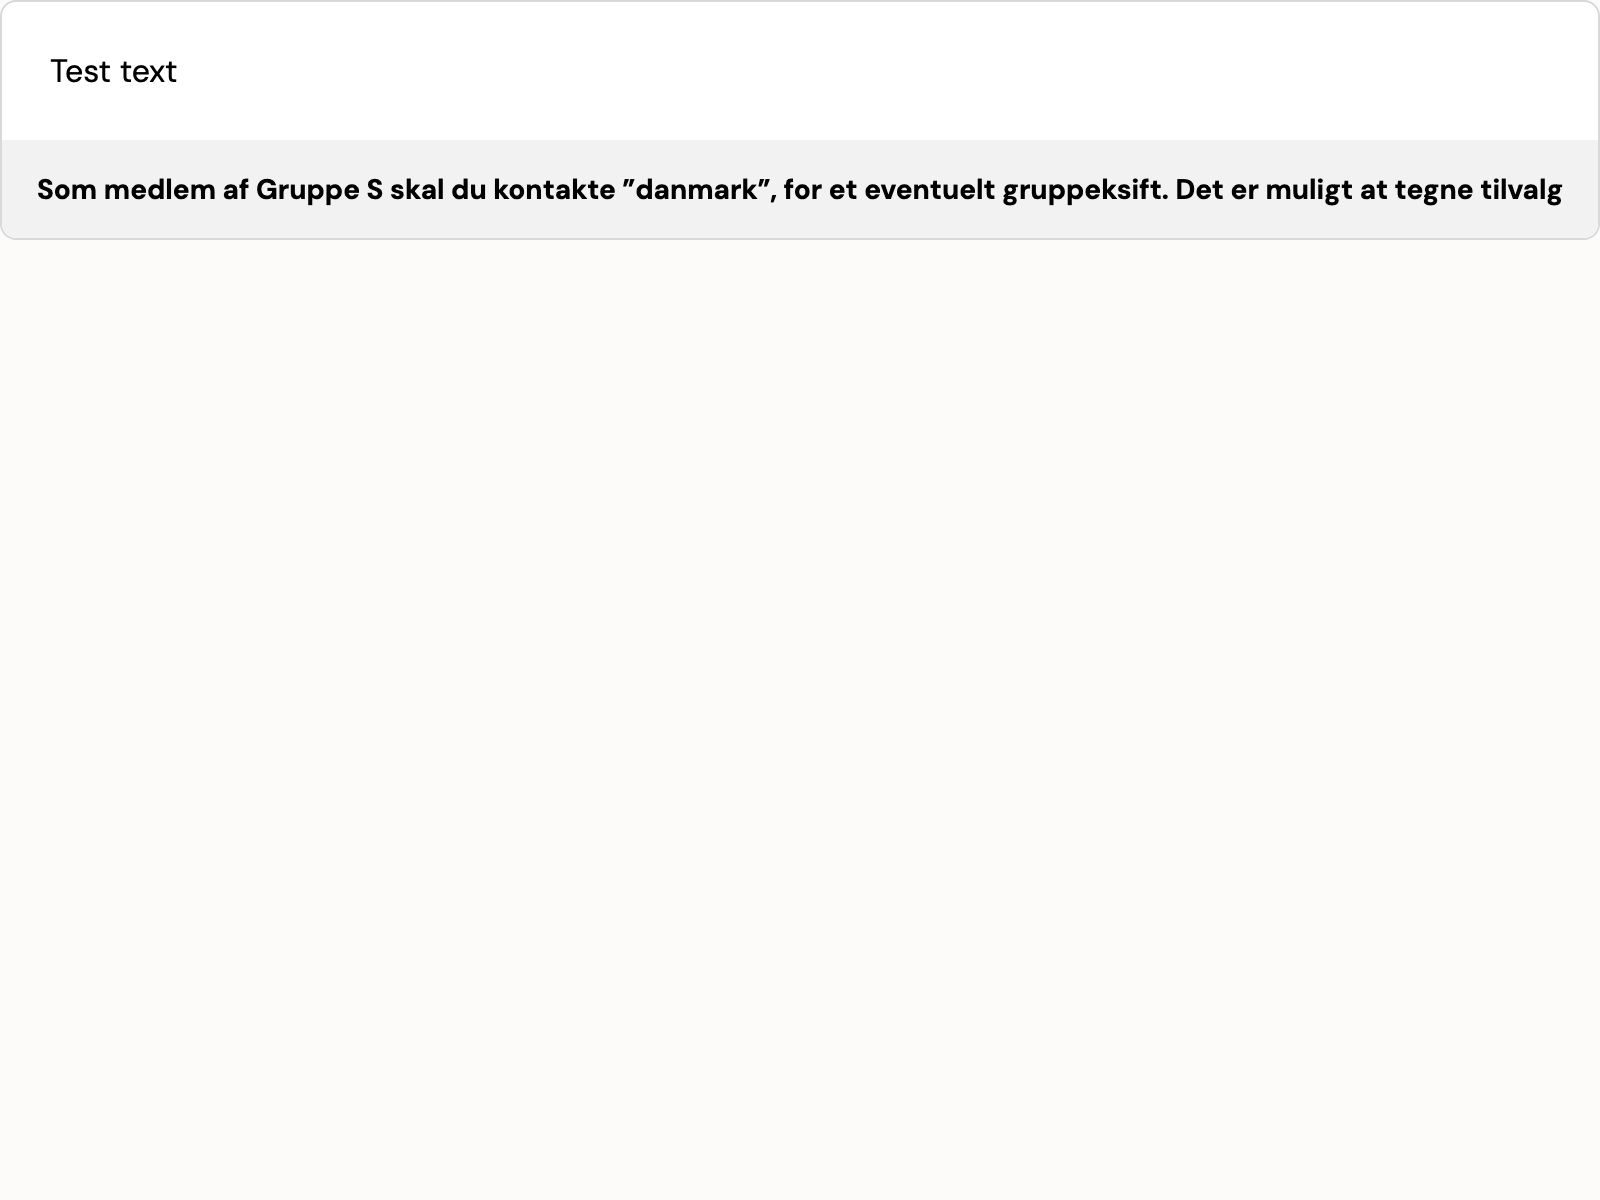 Test text
Som medlem af Gruppe S skal du kontakte ”danmark”, for et eventuelt gruppeksift. Det er muligt at tegne tilvalg